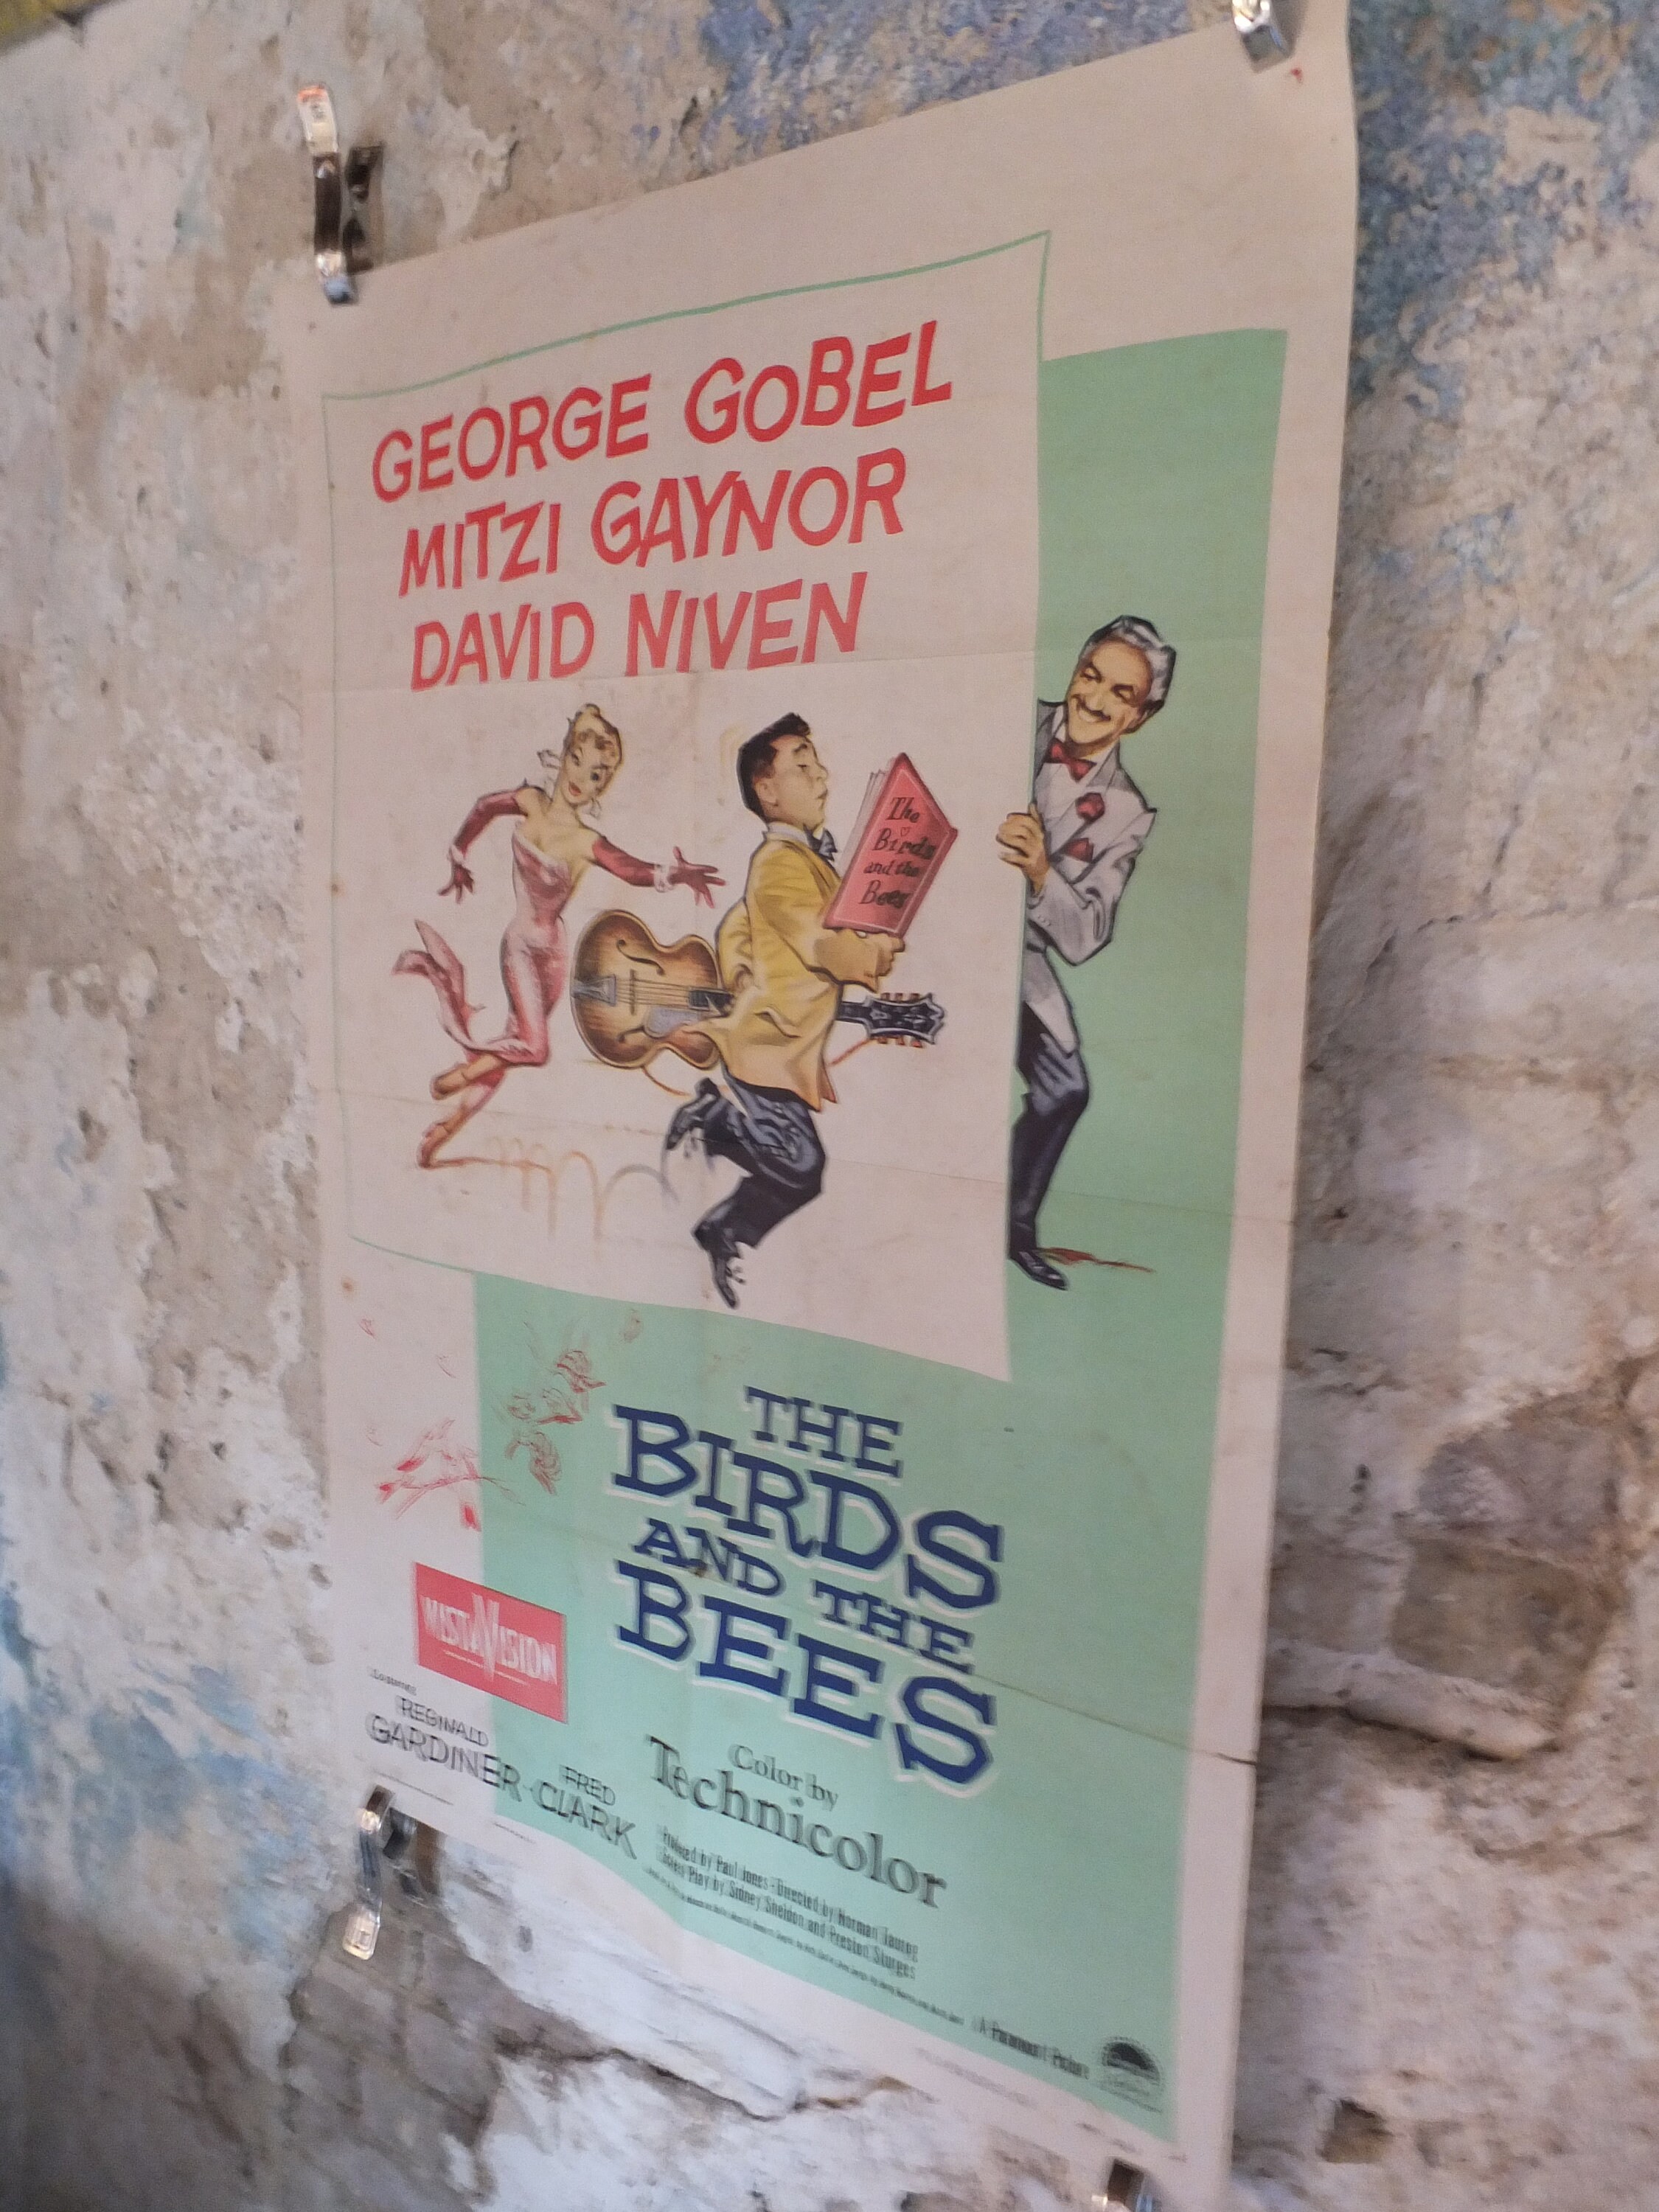 GEORGE GOBEL
MITZI GAYNOR
DAVID NIVEN
The
Birds
and the
Bees
THE
BIRDS
AND THE
BEES
VISTAVISION
REGINALD
GARDINER · FRED
CLARK
Color by
Technicolor
Produced by Paul Jones · Directed by Norman Taurog
Screen Play by Sidney Sheldon and Preston Sturges
A Paramount Picture